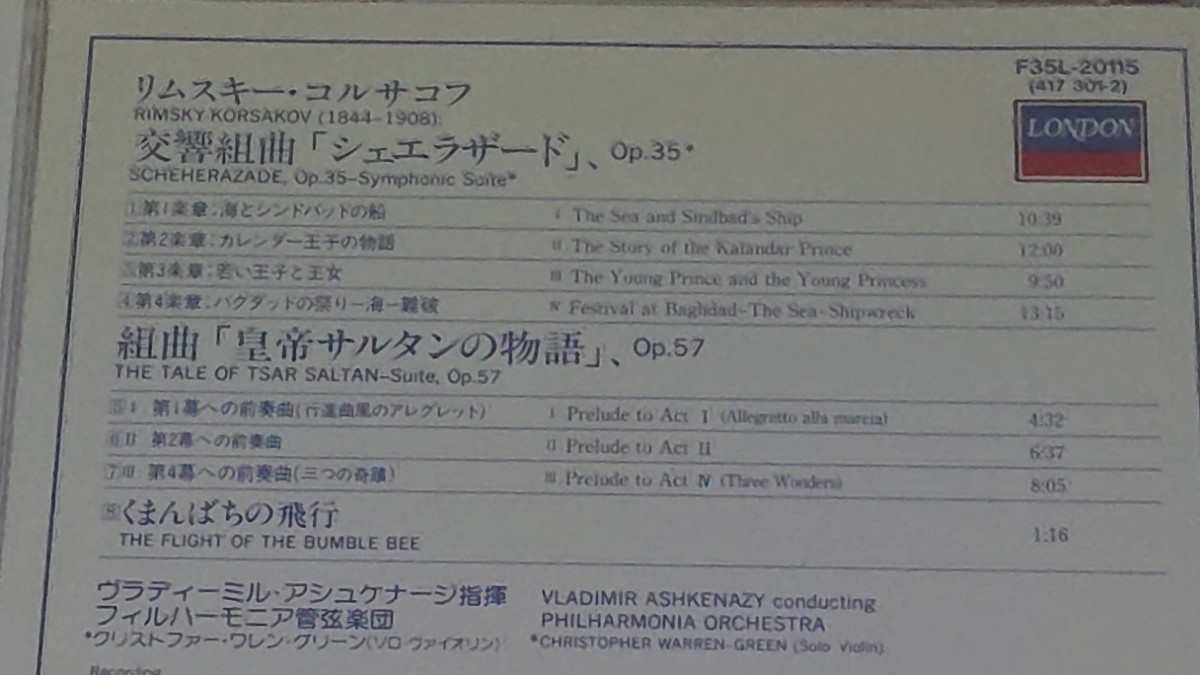 F35L-20115
(417 301-2)
LONDON
リムスキー・コルサコフ
RIMSKY KORSAKOV (1844-1908):
交響組曲「シェエラザード」、Op.35*
SCHEHERAZADE, Op.35-Symphonic Suite*
1 第1楽章:海とシンドバッドの船 I The Sea and Sindbad's Ship 10:39
2 第2楽章:カレンダー王子の物語 II The Story of the Kalandar Prince 12:00
3 第3楽章:若い王子と王女 III The Young Prince and the Young Princess 9:50
4 第4楽章:バグダッドの祭り-海-難破 IV Festival at Baghdad-The Sea-Shipwreck 13:15
組曲「皇帝サルタンの物語」、Op.57
THE TALE OF TSAR SALTAN-Suite, Op.57
5 I 第1幕への前奏曲(行進曲風のアレグレット) I Prelude to Act I (Allegretto alla marcia) 4:32
6 II 第2幕への前奏曲 II Prelude to Act II 6:37
7 III 第4幕への前奏曲(三つの奇蹟) III Prelude to Act IV (Three Wonders) 8:05
8 くまんばちの飛行 1:16
THE FLIGHT OF THE BUMBLE BEE
ヴラディーミル・アシュケナージ指揮 VLADIMIR ASHKENAZY conducting
フィルハーモニア管弦楽団 PHILHARMONIA ORCHESTRA
*クリストファー・ワレン・グリーン(ソロ・ヴァイオリン) *CHRISTOPHER WARREN-GREEN (Solo Violin)
Recording